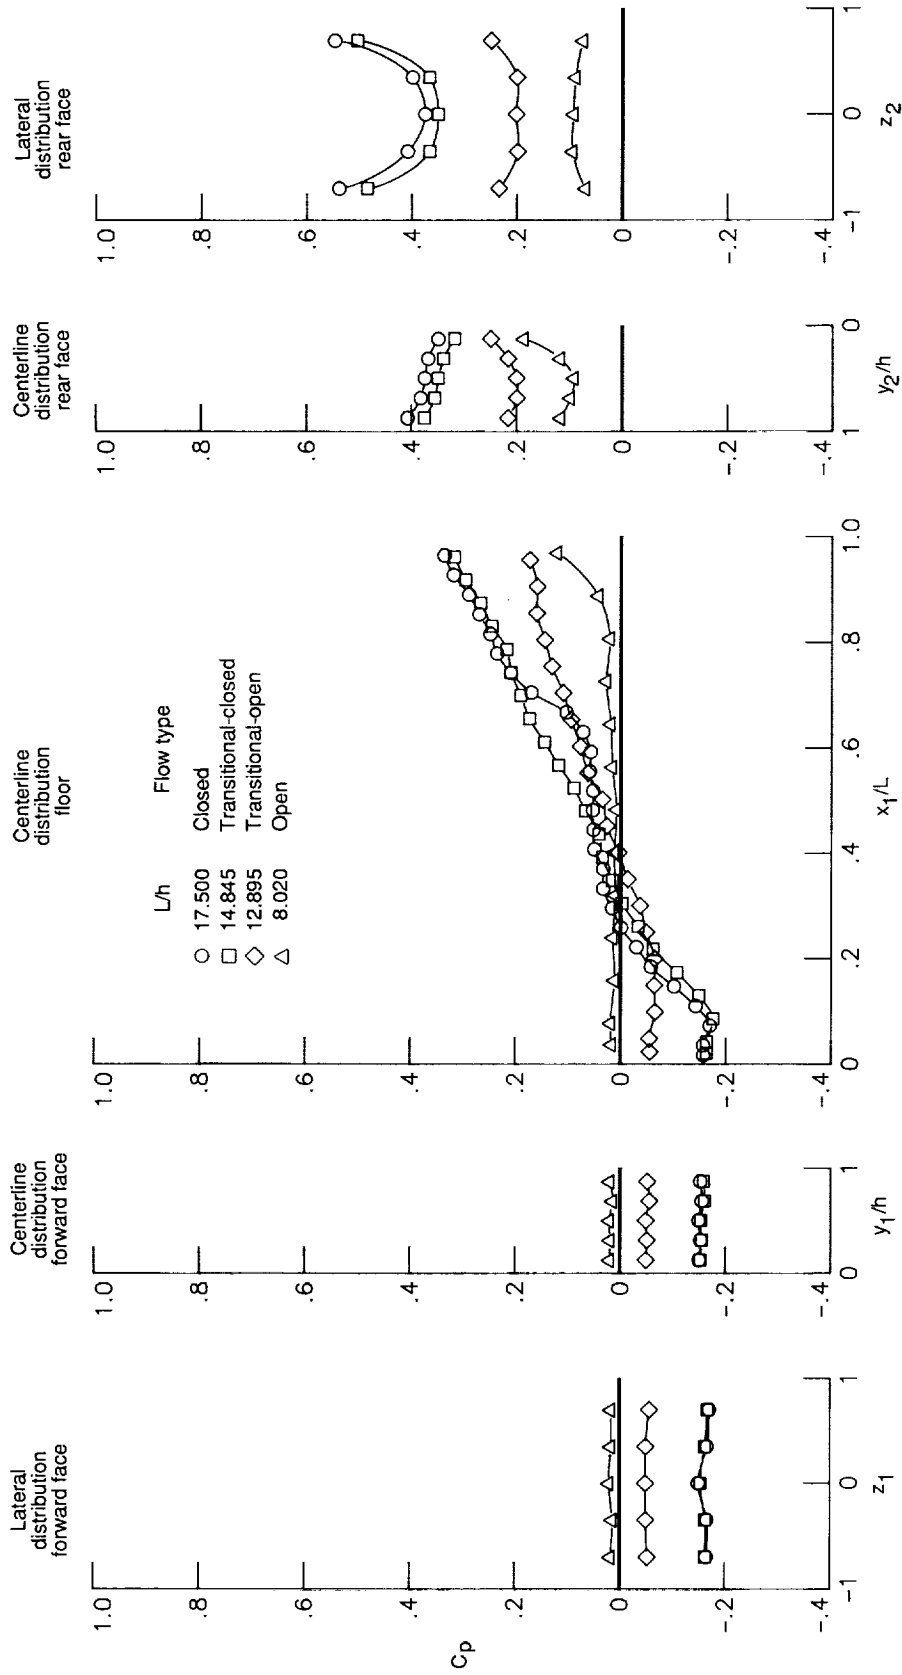 Lateral
distribution
forward face
Centerline
distribution
forward face
Centerline
distribution
floor
Centerline
distribution
rear face
Lateral
distribution
rear face
L/h Flow type
17.500 Closed
14.845 Transitional-closed
12.895 Transitional-open
8.020 Open
Cp
1.0
.8
.6
.4
.2
0
-.2
-.4
-1 0 1
z1
1.0
.8
.6
.4
.2
0
-.2
-.4
0 1
y1/h
1.0
.8
.6
.4
.2
0
-.2
-.4
0 .2 .4 .6 .8 1.0
x1/L
1.0
.8
.6
.4
.2
0
-.2
-.4
1 0
y2/h
1.0
.8
.6
.4
.2
0
-.2
-.4
-1 0 1
z2